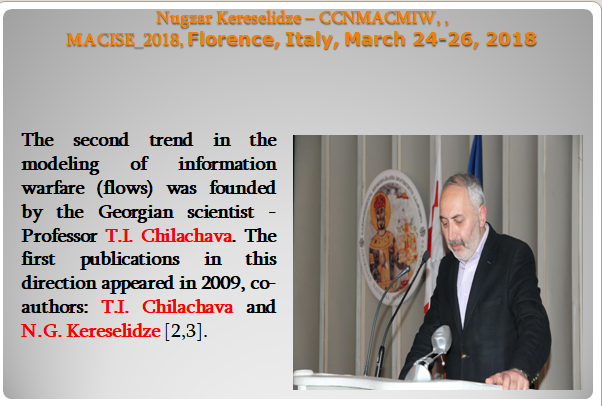 Nugzar Kereselidze – CCNMACMIW, ,
MACISE_2018, Florence, Italy, March 24-26, 2018
The second trend in the
modeling of information
warfare (flows) was founded
by the Georgian scientist -
Professor T.I. Chilachava. The
first publications in this
direction appeared in 2009, co-
authors: T.I. Chilachava and
N.G. Kereselidze [2,3].